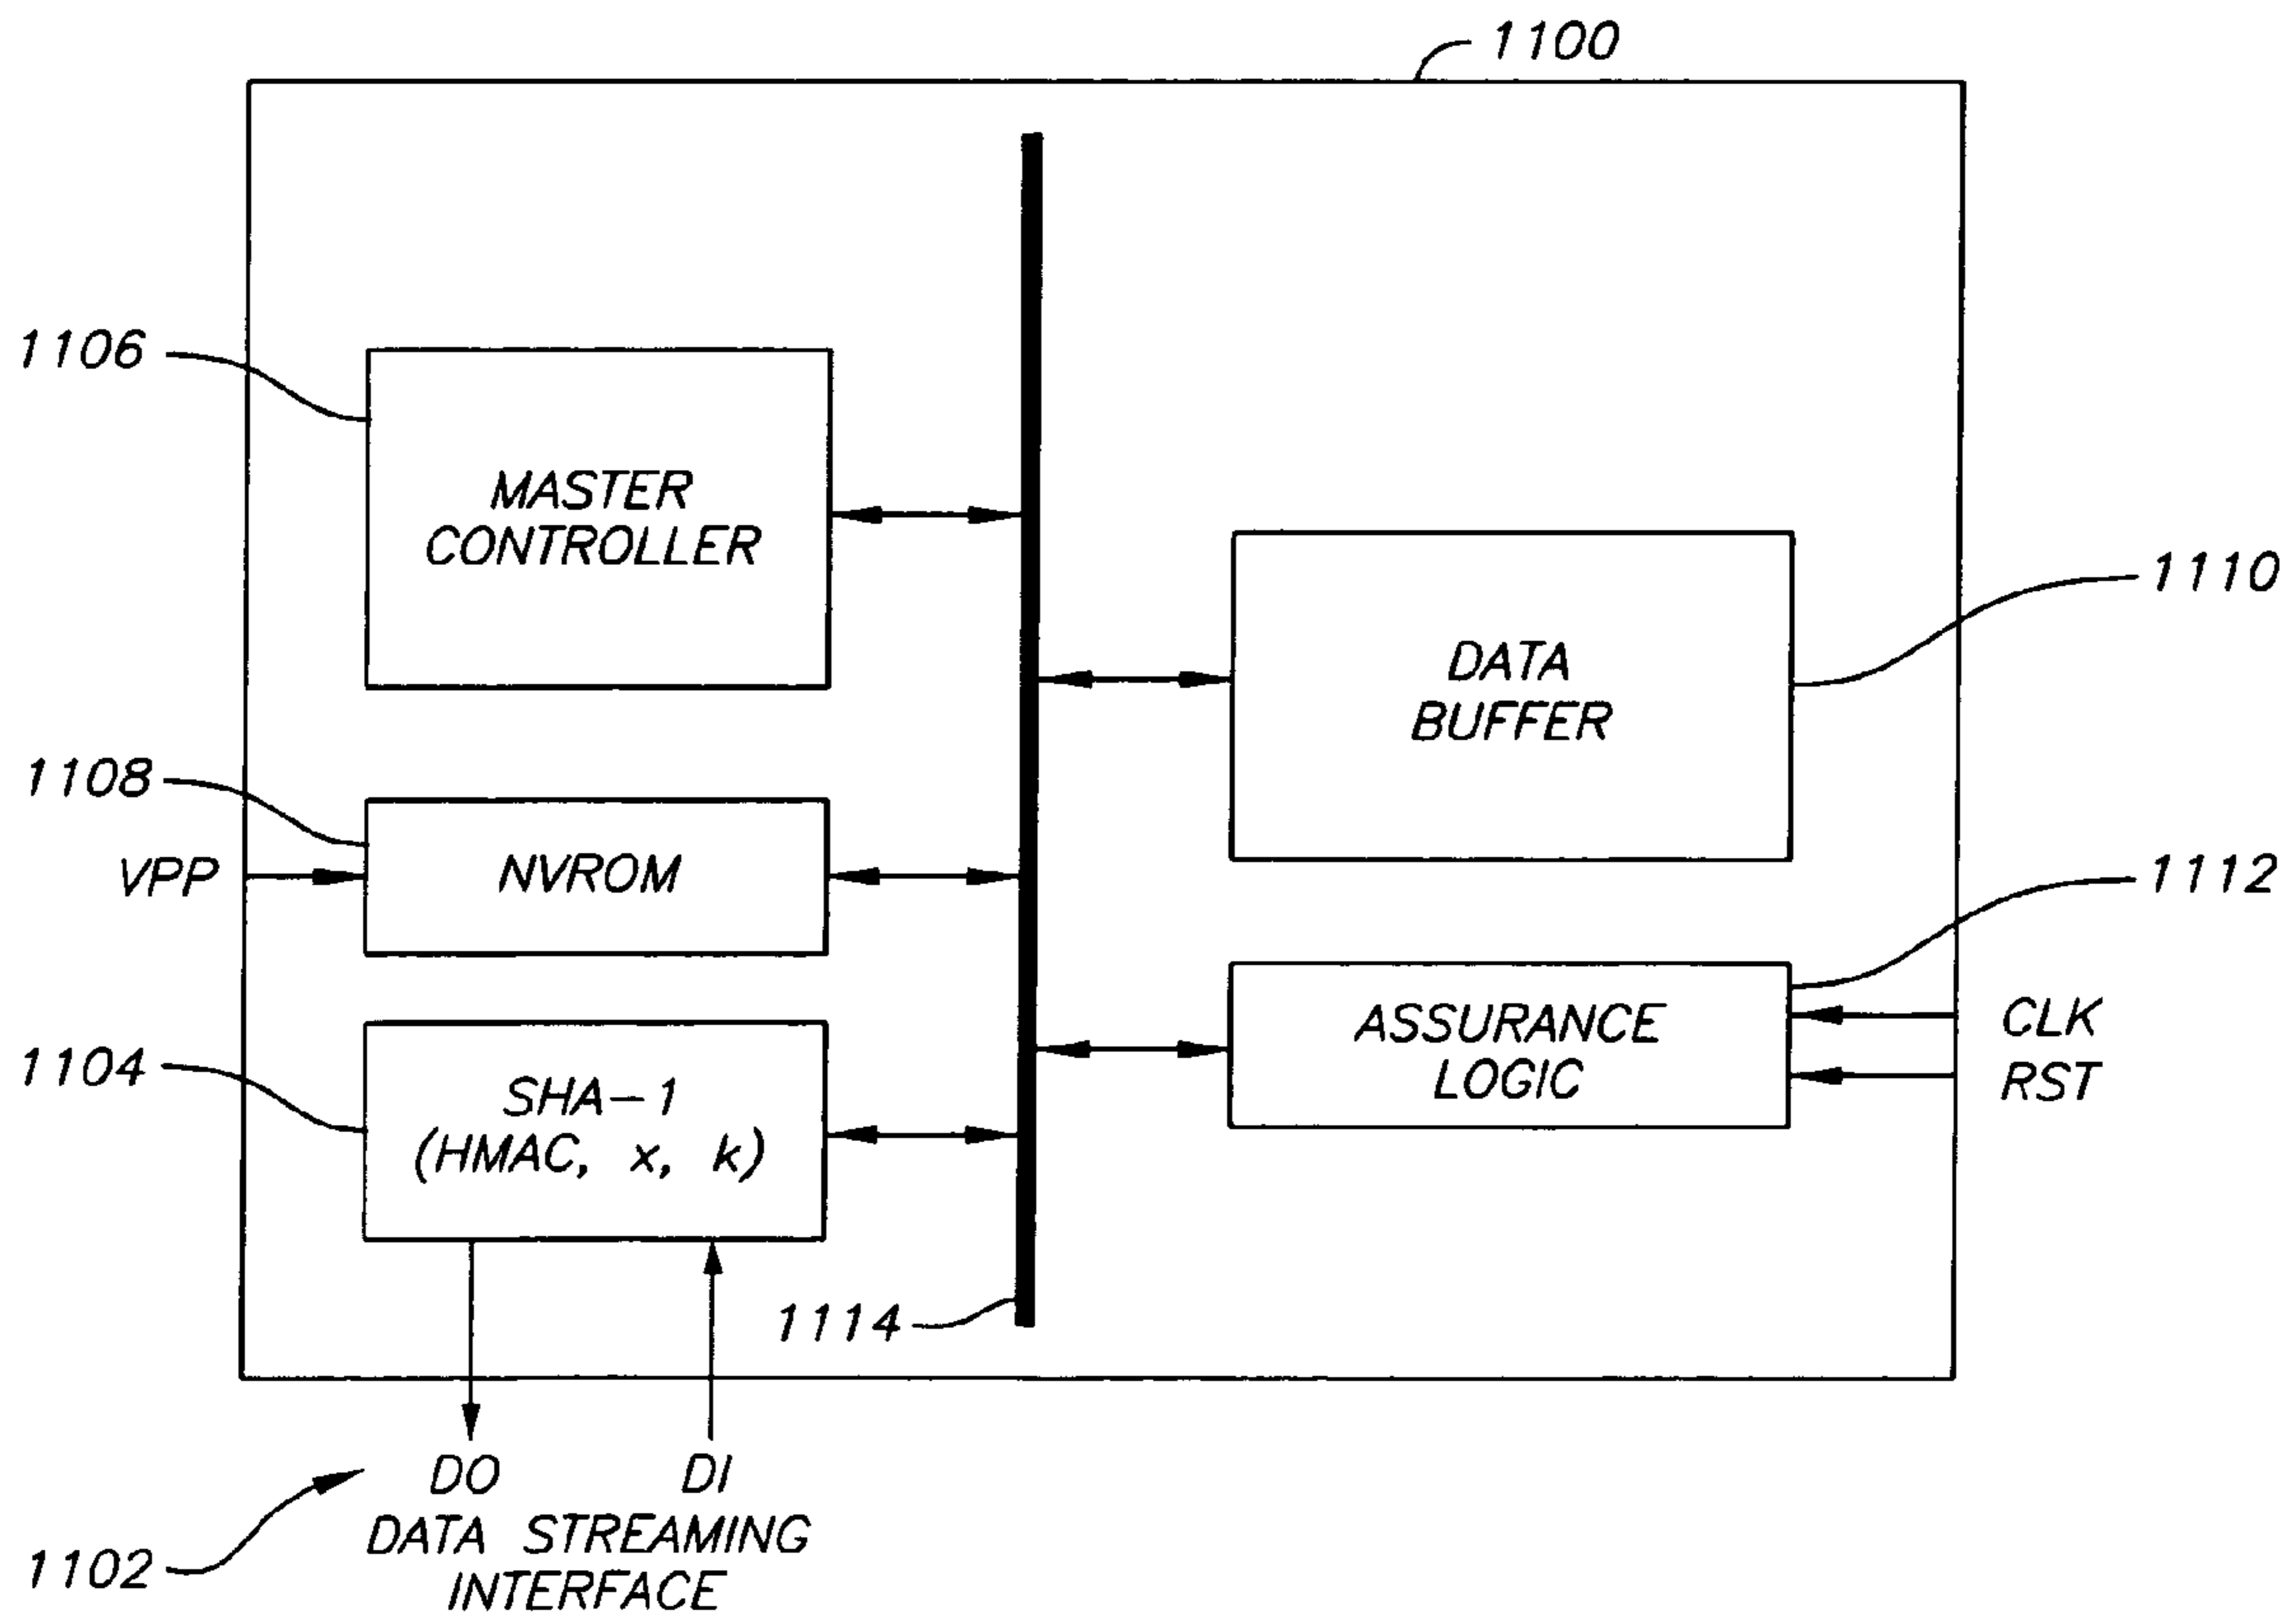 1100
1106
MASTER
CONTROLLER
DATA
BUFFER
1110
1108
VPP
NVROM
1112
ASSURANCE
LOGIC
CLK
RST
1104
SHA-1
(HMAC, x, k)
1114
DO
DI
DATA STREAMING
INTERFACE
1102